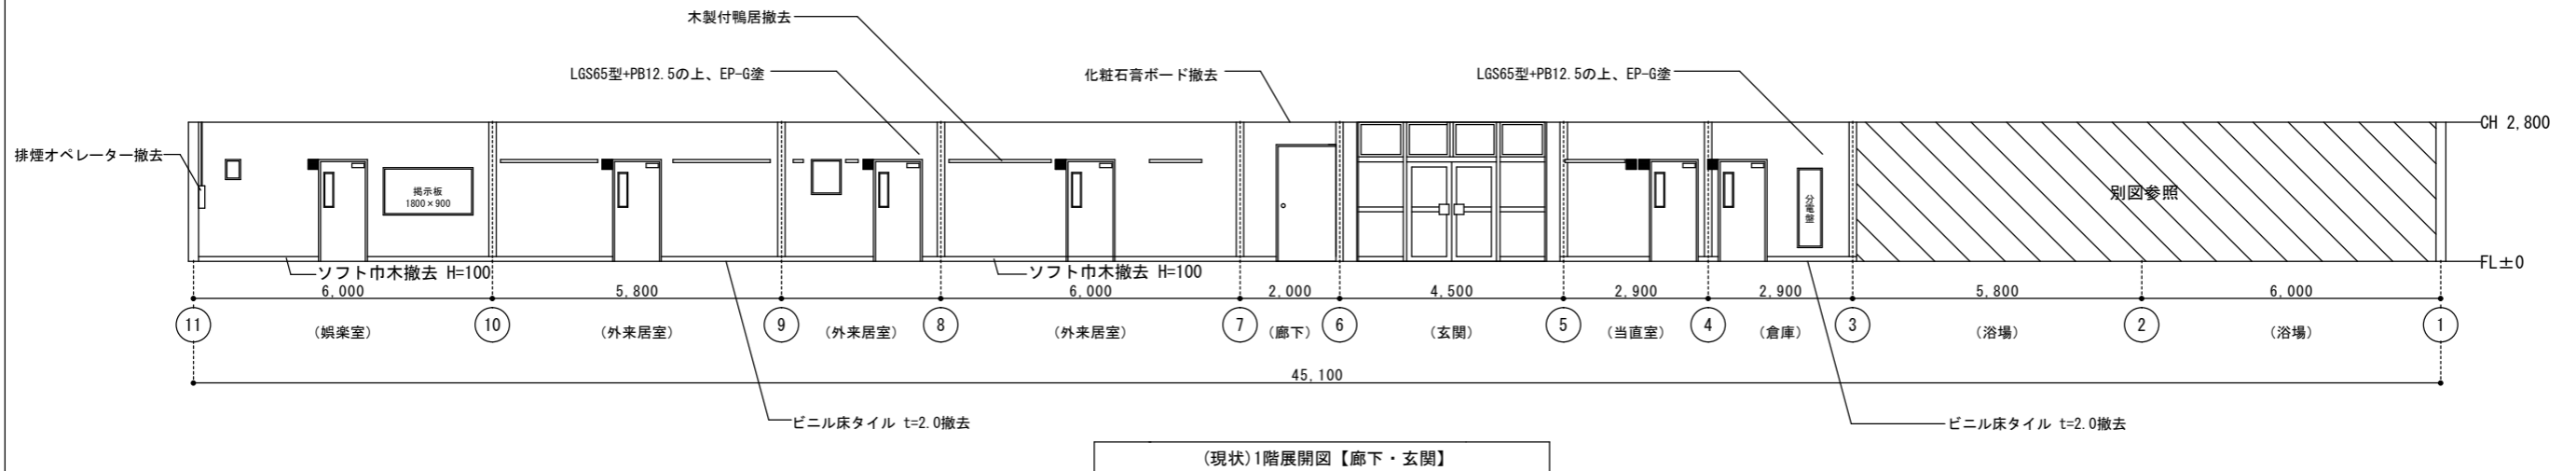 木製付鴨居撤去
LGS65型+PB12.5の上、EP-G塗
化粧石膏ボード撤去
LGS65型+PB12.5の上、EP-G塗
CH 2,800
排煙オペレーター撤去
掲示板
1800×900
分電盤
別図参照
ソフト巾木撤去 H=100
ソフト巾木撤去 H=100
FL±0
6,000
5,800
6,000
2,000
4,500
2,900
2,900
5,800
6,000
11
(娯楽室)
10
(外来居室)
9
(外来居室)
8
(外来居室)
7
(廊下)
6
(玄関)
5
(当直室)
4
(倉庫)
3
(浴場)
2
(浴場)
1
45,100
ビニル床タイル t=2.0撤去
ビニル床タイル t=2.0撤去
(現状)1階展開図【廊下・玄関】